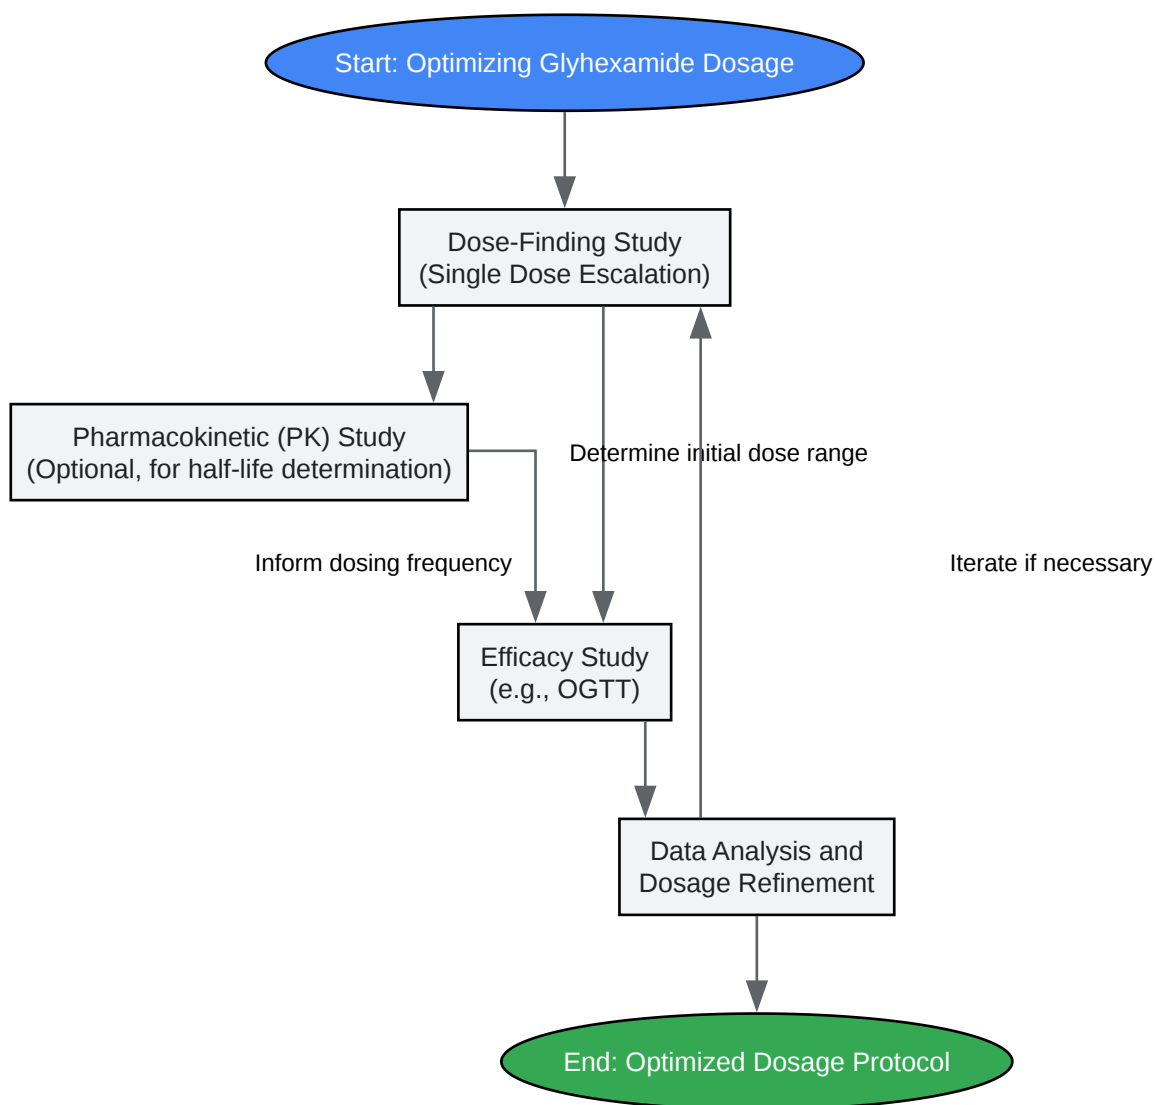 Start: Optimizing Glyhexamide Dosage
Dose-Finding Study
(Single Dose Escalation)
Pharmacokinetic (PK) Study
(Optional, for half-life determination)
Determine initial dose range
Inform dosing frequency
Iterate if necessary
Efficacy Study
(e.g., OGTT)
Data Analysis and
Dosage Refinement
End: Optimized Dosage Protocol